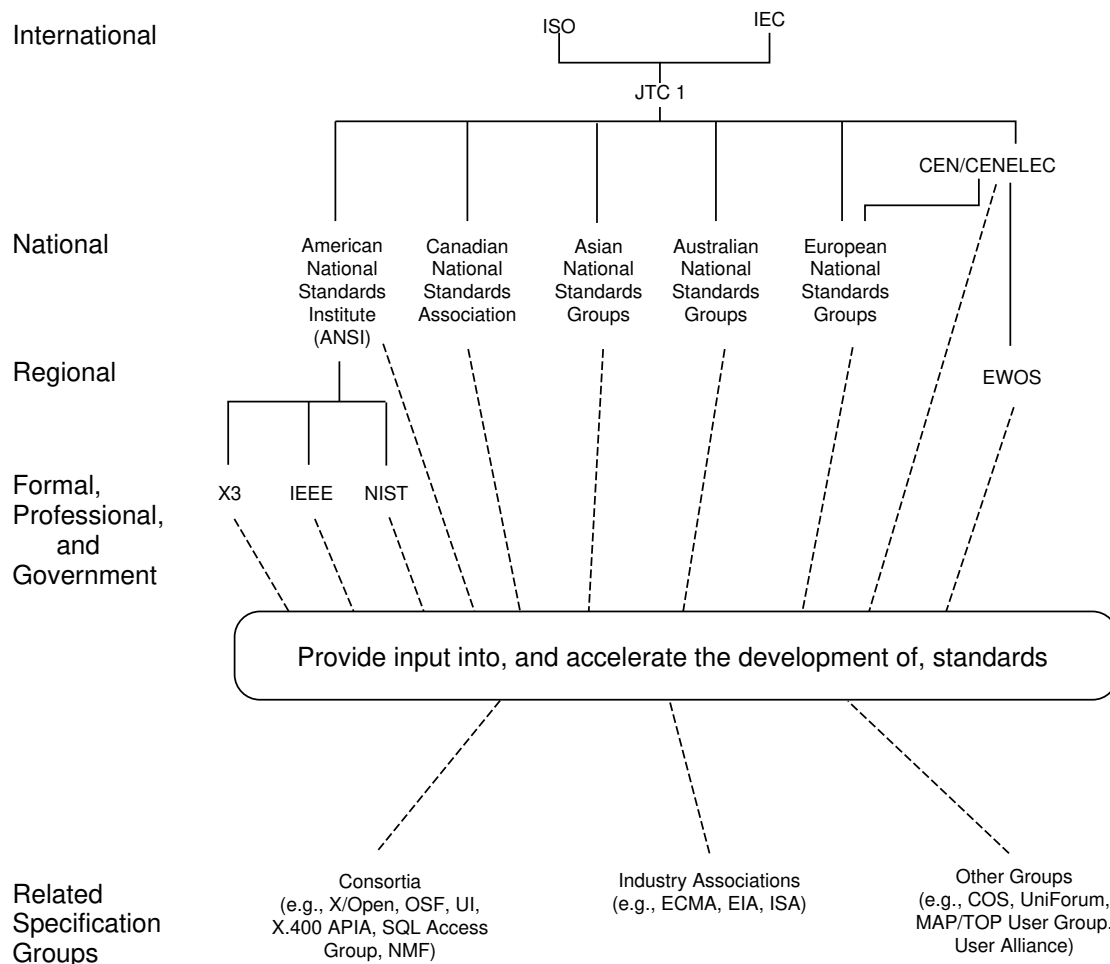 International
ISO
IEC
JTC 1
CEN/CENELEC
National
American
National
Standards
Institute
(ANSI)
Canadian
National
Standards
Association
Asian
National
Standards
Groups
Australian
National
Standards
Groups
European
National
Standards
Groups
Regional
EWOS
Formal,
Professional,
and
Government
X3
IEEE
NIST
Provide input into, and accelerate the development of, standards
Related
Specification
Groups
Consortia
(e.g., X/Open, OSF, UI,
X.400 APIA, SQL Access
Group, NMF)
Industry Associations
(e.g., ECMA, EIA, ISA)
Other Groups
(e.g., COS, UniForum,
MAP/TOP User Group.
User Alliance)